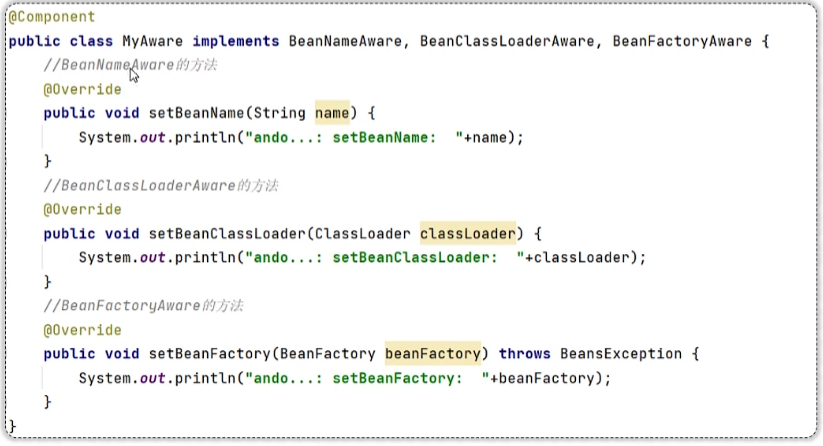 @Component
public class MyAware implements BeanNameAware, BeanClassLoaderAware, BeanFactoryAware {
    //BeanNameAware的方法
    @Override
    public void setBeanName(String name) {
        System.out.println("ando...: setBeanName:  "+name);
    }
    //BeanClassLoaderAware的方法
    @Override
    public void setBeanClassLoader(ClassLoader classLoader) {
        System.out.println("ando...: setBeanClassLoader:  "+classLoader);
    }
    //BeanFactoryAware的方法
    @Override
    public void setBeanFactory(BeanFactory beanFactory) throws BeansException {
        System.out.println("ando...: setBeanFactory:  "+beanFactory);
    }
}